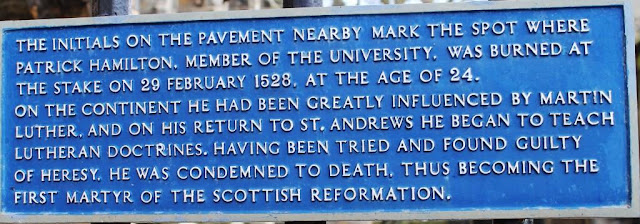 THE INITIALS ON THE PAVEMENT NEARBY MARK THE SPOT WHERE
PATRICK HAMILTON, MEMBER OF THE UNIVERSITY, WAS BURNED AT
THE STAKE ON 29 FEBRUARY 1528, AT THE AGE OF 24.
ON THE CONTINENT HE HAD BEEN GREATLY INFLUENCED BY MARTIN
LUTHER, AND ON HIS RETURN TO ST. ANDREWS HE BEGAN TO TEACH
LUTHERAN DOCTRINES. HAVING BEEN TRIED AND FOUND GUILTY
OF HERESY, HE WAS CONDEMNED TO DEATH, THUS BECOMING THE
FIRST MARTYR OF THE SCOTTISH REFORMATION.